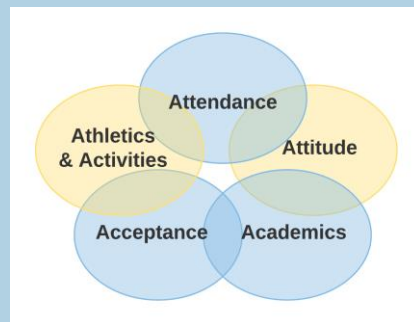 Attendance
Athletics
& Activities
Attitude
Acceptance
Academics